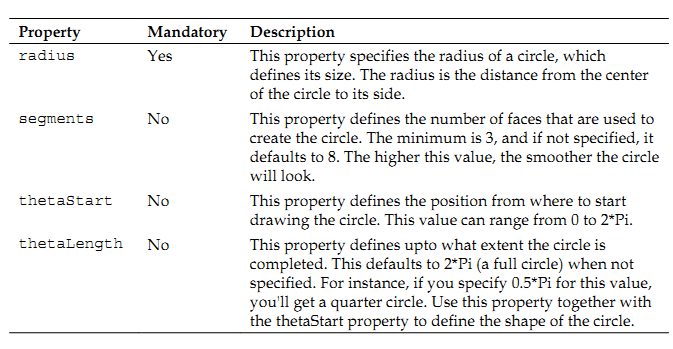 Property Mandatory Description
radius Yes This property specifies the radius of a circle, which
defines its size. The radius is the distance from the center
of the circle to its side.
segments No This property defines the number of faces that are used to
create the circle. The minimum is 3, and if not specified, it
defaults to 8. The higher this value, the smoother the circle
will look.
thetaStart No This property defines the position from where to start
drawing the circle. This value can range from 0 to 2*Pi.
thetaLength No This property defines upto what extent the circle is
completed. This defaults to 2*Pi (a full circle) when not
specified. For instance, if you specify 0.5*Pi for this value,
you'll get a quarter circle. Use this property together with
the thetaStart property to define the shape of the circle.